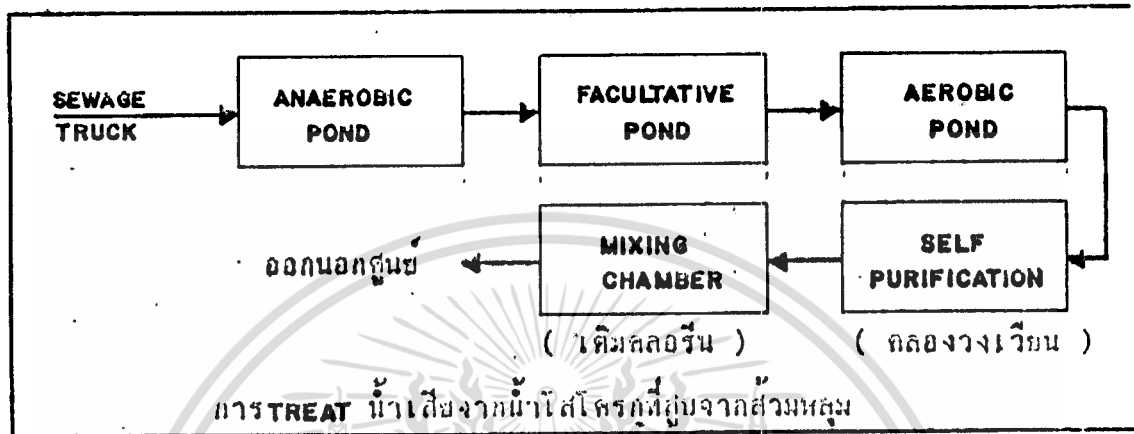 SEWAGE
TRUCK
ANAEROBIC
POND
FACULTATIVE
POND
AEROBIC
POND
SELF
PURIFICATION
( คลองวงเวียน )
MIXING
CHAMBER
( เติมคลอรีน )
ออกนอกศูนย์
การ TREAT น้ำเสียจากน้ำโสโครกที่สูบจากส้วมหลุม